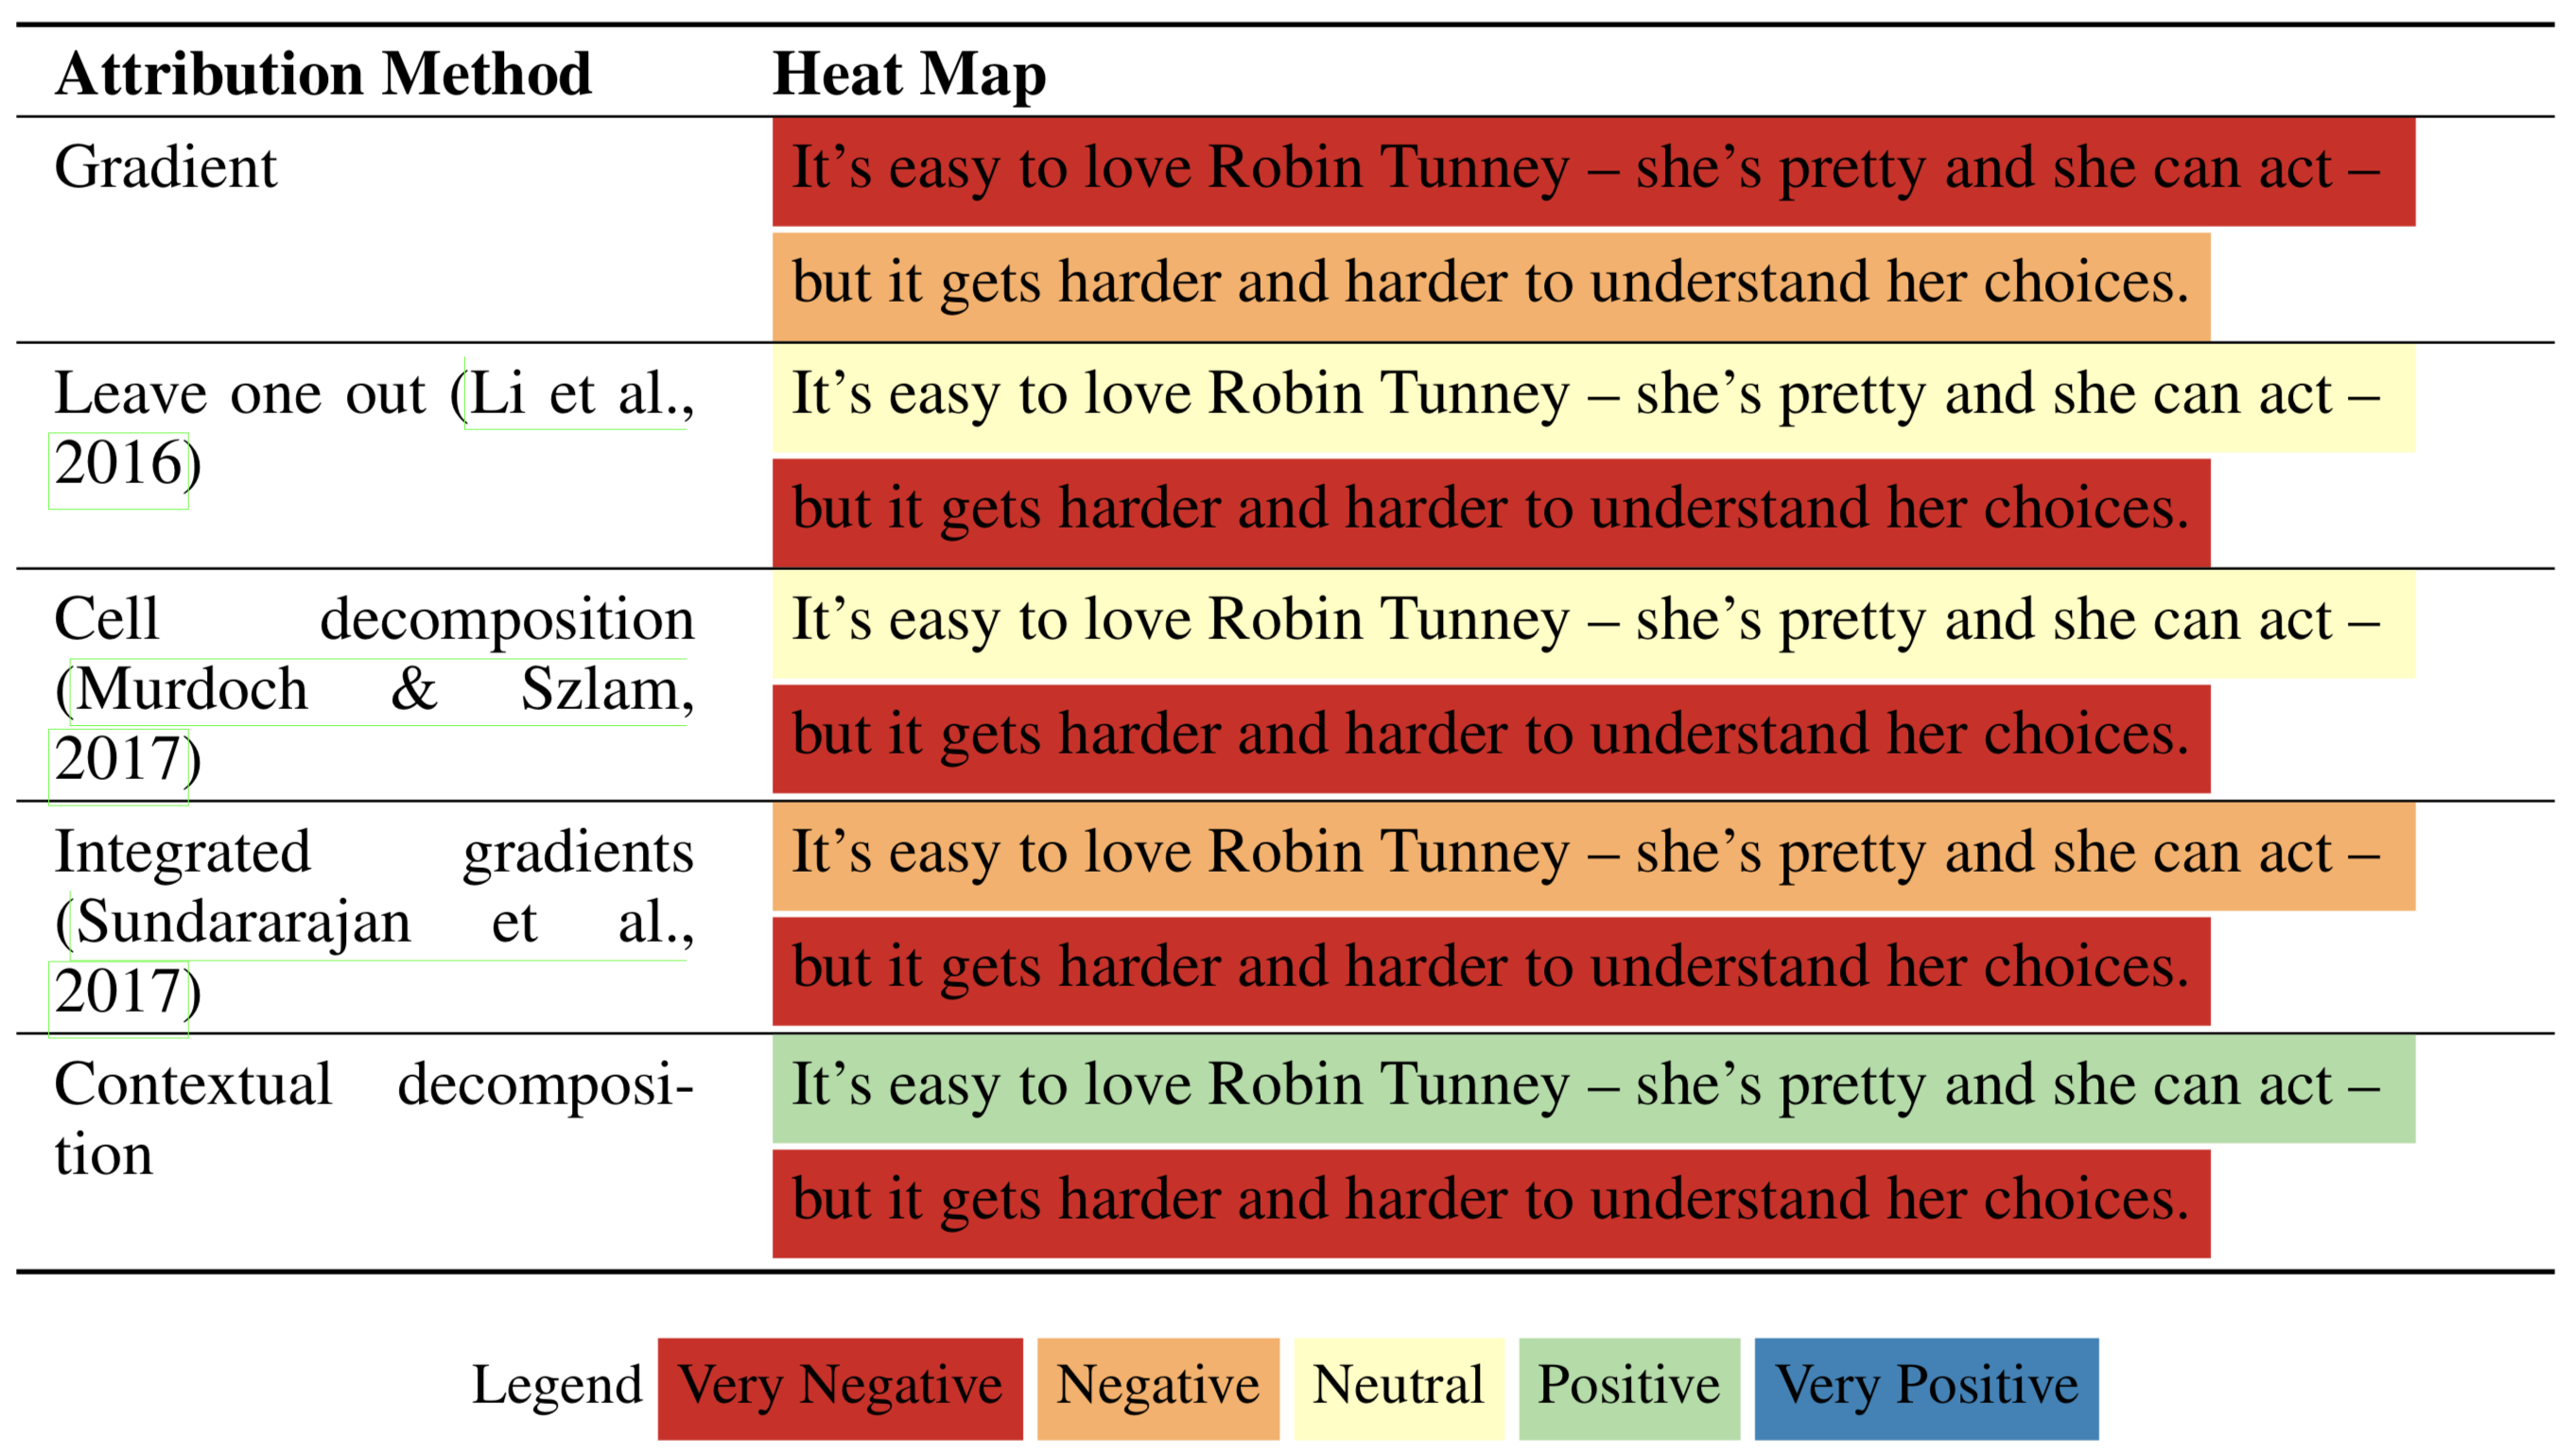 Attribution Method Heat Map
Gradient It’s easy to love Robin Tunney – she’s pretty and she can act –
but it gets harder and harder to understand her choices.
Leave one out (Li et al., It’s easy to love Robin Tunney – she’s pretty and she can act –
2016)
but it gets harder and harder to understand her choices.
Cell decomposition It’s easy to love Robin Tunney – she’s pretty and she can act –
(Murdoch & Szlam,
but it gets harder and harder to understand her choices.
2017)
Integrated gradients It’s easy to love Robin Tunney – she’s pretty and she can act –
(Sundararajan et al.,
but it gets harder and harder to understand her choices.
2017)
Contextual decomposi- It’s easy to love Robin Tunney – she’s pretty and she can act –
tion
but it gets harder and harder to understand her choices.
Legend Very Negative Negative Neutral Positive Very Positive